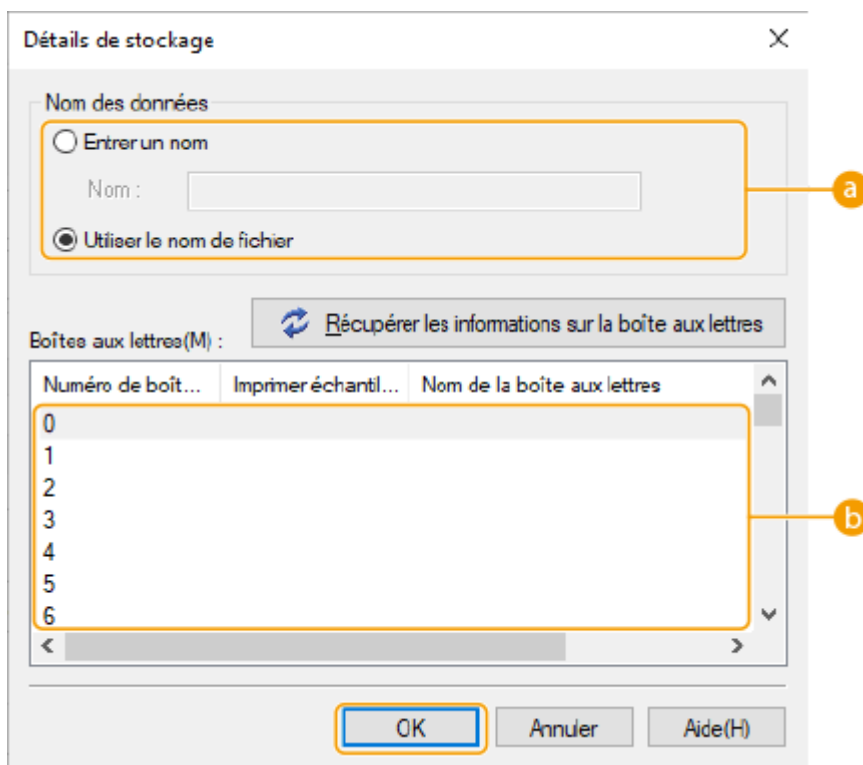 Détails de stockage
Nom des données
Entrer un nom
Nom :
a
Utiliser le nom de fichier
Récupérer les informations sur la boîte aux lettres
Boîtes aux lettres(M) :
Numéro de boît... Imprimer échantil... Nom de la boîte aux lettres
0
1
2
3
b
4
5
6
OK Annuler Aide(H)